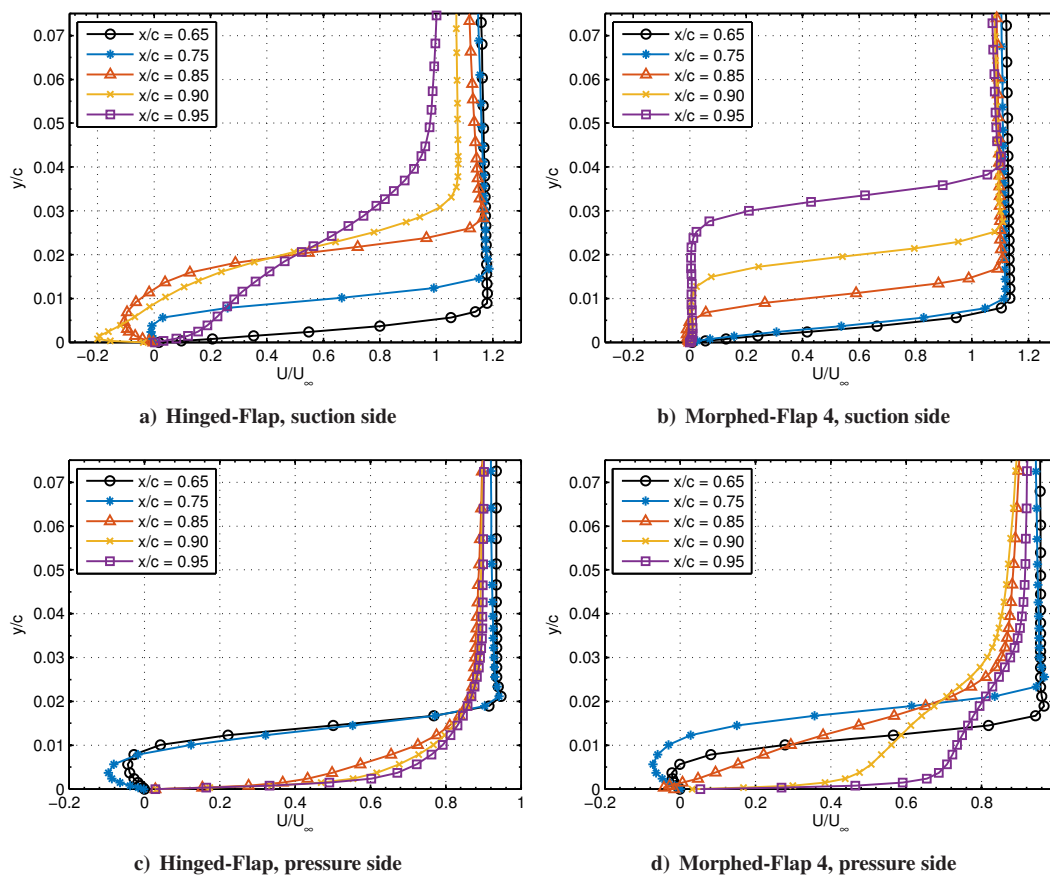 0.07
0.06
0.05
0.04
0.03
0.02
0.01
0
y/c
x/c = 0.65
x/c = 0.75
x/c = 0.85
x/c = 0.90
x/c = 0.95
−0.2 0 0.2 0.4 0.6 0.8 1 1.2
U/U∞
a) Hinged-Flap, suction side
0.07
0.06
0.05
0.04
0.03
0.02
0.01
0
y/c
x/c = 0.65
x/c = 0.75
x/c = 0.85
x/c = 0.90
x/c = 0.95
−0.2 0 0.2 0.4 0.6 0.8 1 1.2
U/U∞
b) Morphed-Flap 4, suction side
0.07
0.06
0.05
0.04
0.03
0.02
0.01
0
y/c
x/c = 0.65
x/c = 0.75
x/c = 0.85
x/c = 0.90
x/c = 0.95
−0.2 0 0.2 0.4 0.6 0.8 1
U/U∞
c) Hinged-Flap, pressure side
0.07
0.06
0.05
0.04
0.03
0.02
0.01
0
y/c
x/c = 0.65
x/c = 0.75
x/c = 0.85
x/c = 0.90
x/c = 0.95
−0.2 0 0.2 0.4 0.6 0.8
U/U∞
d) Morphed-Flap 4, pressure side